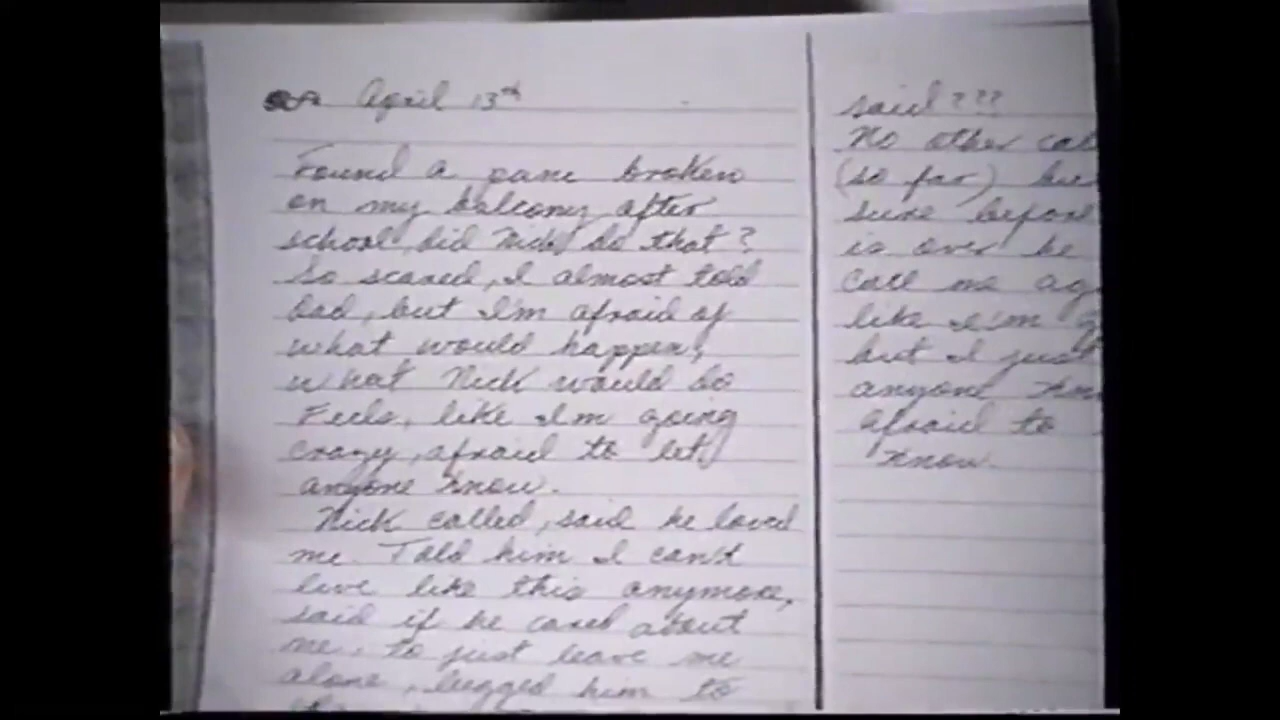 April 13th
Found a pane broken
on my balcony after
school, did Nick do that?
So scared, I almost told
Dad, but I'm afraid of
what would happen,
what Nick would do
Feels, like I'm going
crazy, afraid to let
anyone know.
Nick called, said he loved
me. Told him I can't
live like this anymore,
said if he cared about
me, to just leave me
alone, begged him to
said???
No other
(so far)
sure before
is over he
call me
like I'm
but I just
anyone
afraid to
know.